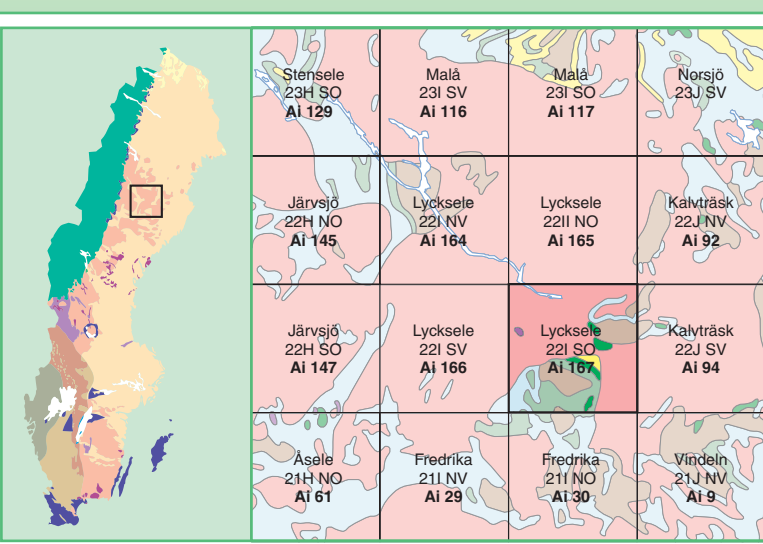 Stensele
23H SO
Ai 129
Malå
23I SV
Ai 116
Malå
23I SO
Ai 117
Norsjö
23J SV
Järvsjö
22H NO
Ai 145
Lycksele
22I NV
Ai 164
Lycksele
22II NO
Ai 165
Kalvträsk
22J NV
Ai 92
Järvsjö
22H SO
Ai 147
Lycksele
22I SV
Ai 166
Lycksele
22I SO
Ai 167
Kalvträsk
22J SV
Ai 94
Åsele
21H NO
Ai 61
Fredrika
21I NV
Ai 29
Fredrika
21I NO
Ai 30
Vindeln
21J NV
Ai 9